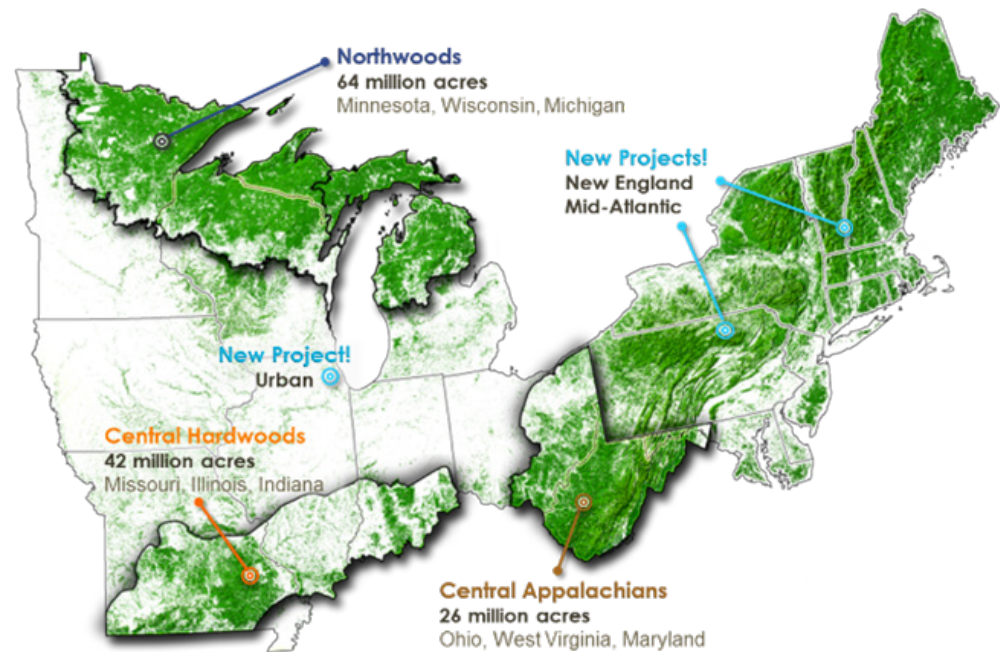 Northwoods
64 million acres
Minnesota, Wisconsin, Michigan
New Projects!
New England
Mid-Atlantic
New Project!
Urban
Central Hardwoods
42 million acres
Missouri, Illinois, Indiana
Central Appalachians
26 million acres
Ohio, West Virginia, Maryland